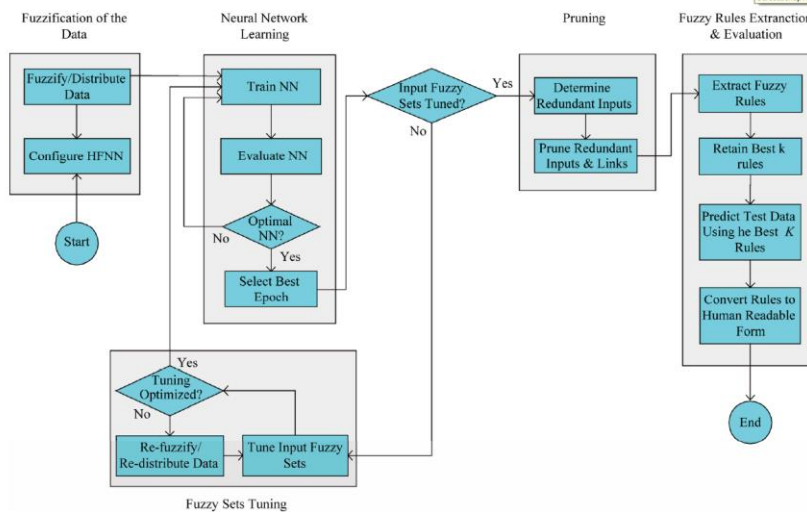 Fuzzification of the
Data
Neural Network
Learning
Pruning
Fuzzy Rules Extranction
& Evaluation
Fuzzify/Distribute
Data
Configure HFNN
Start
Train NN
Evaluate NN
Optimal
NN?
No
Yes
Select Best
Epoch
Input Fuzzy
Sets Tuned?
Yes
No
Determine
Redundant Inputs
Prune Redundant
Inputs & Links
Extract Fuzzy
Rules
Retain Best k
rules
Predict Test Data
Using he Best K
Rules
Convert Rules to
Human Readable
Form
End
Yes
Tuning
Optimized?
No
Re-fuzzify/
Re-distribute Data
Tune Input Fuzzy
Sets
Fuzzy Sets Tuning